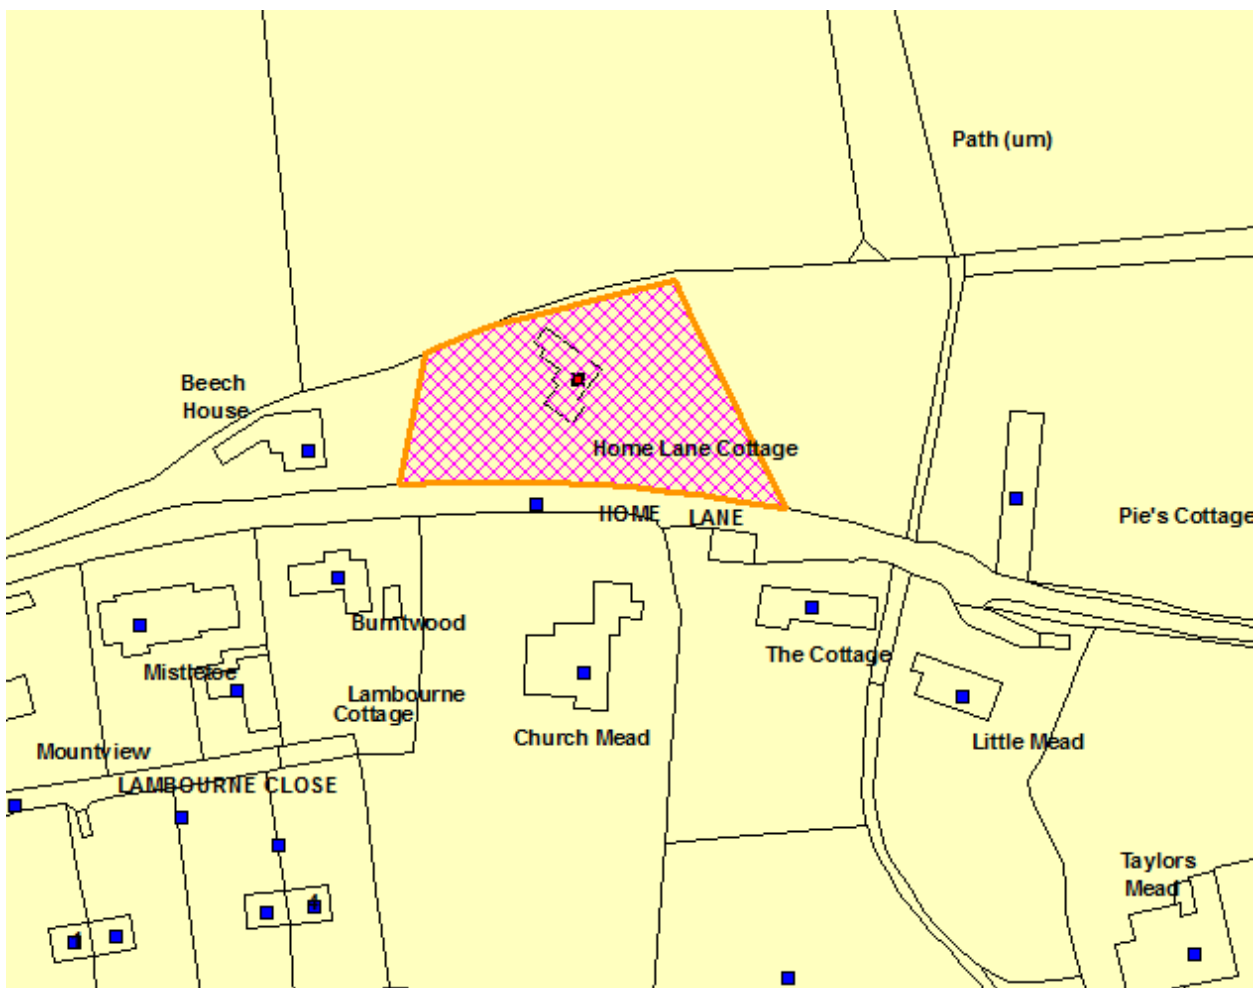 Path (um)
Beech
House
Home Lane Cottage
HOME LANE
Pie's Cottage
Burntwood
The Cottage
Mistletoe
Lambourne
Cottage
Church Mead
Little Mead
Mountview
LAMBOURNE CLOSE
Taylors
Mead